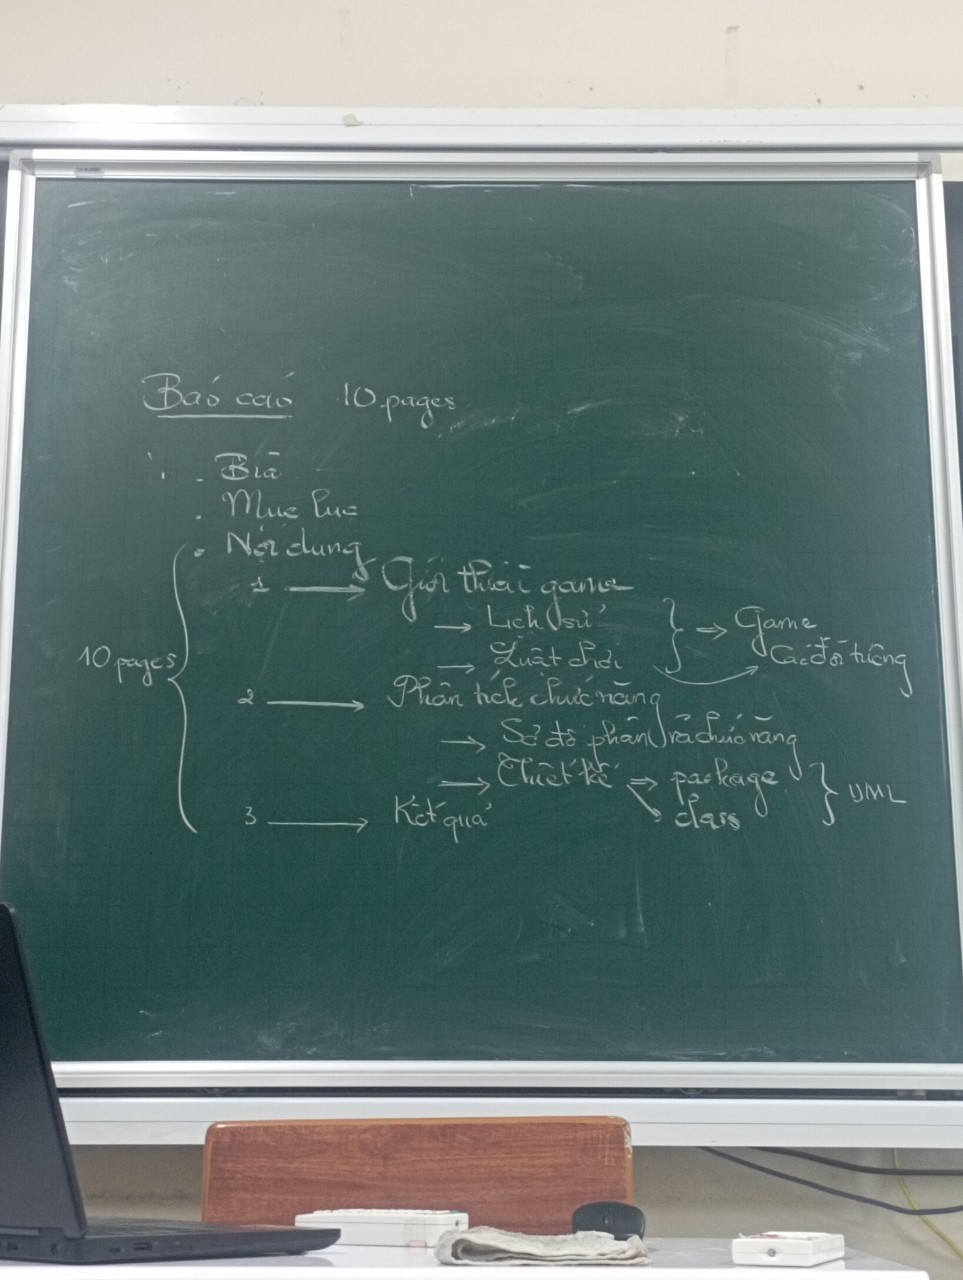 Báo cáo 10 pages
. Bìa
. Mục lục
. Nội dung
1 → Giới thiệu game
→ Lịch sử
→ Luật chơi
} ⇒ Game
Các đối tượng
10 pages {
2 → Phân tích chức năng
→ Sơ đồ phân rã chức năng
→ Thiết kế ⇒ package
class
} UML
3 → Kết quả